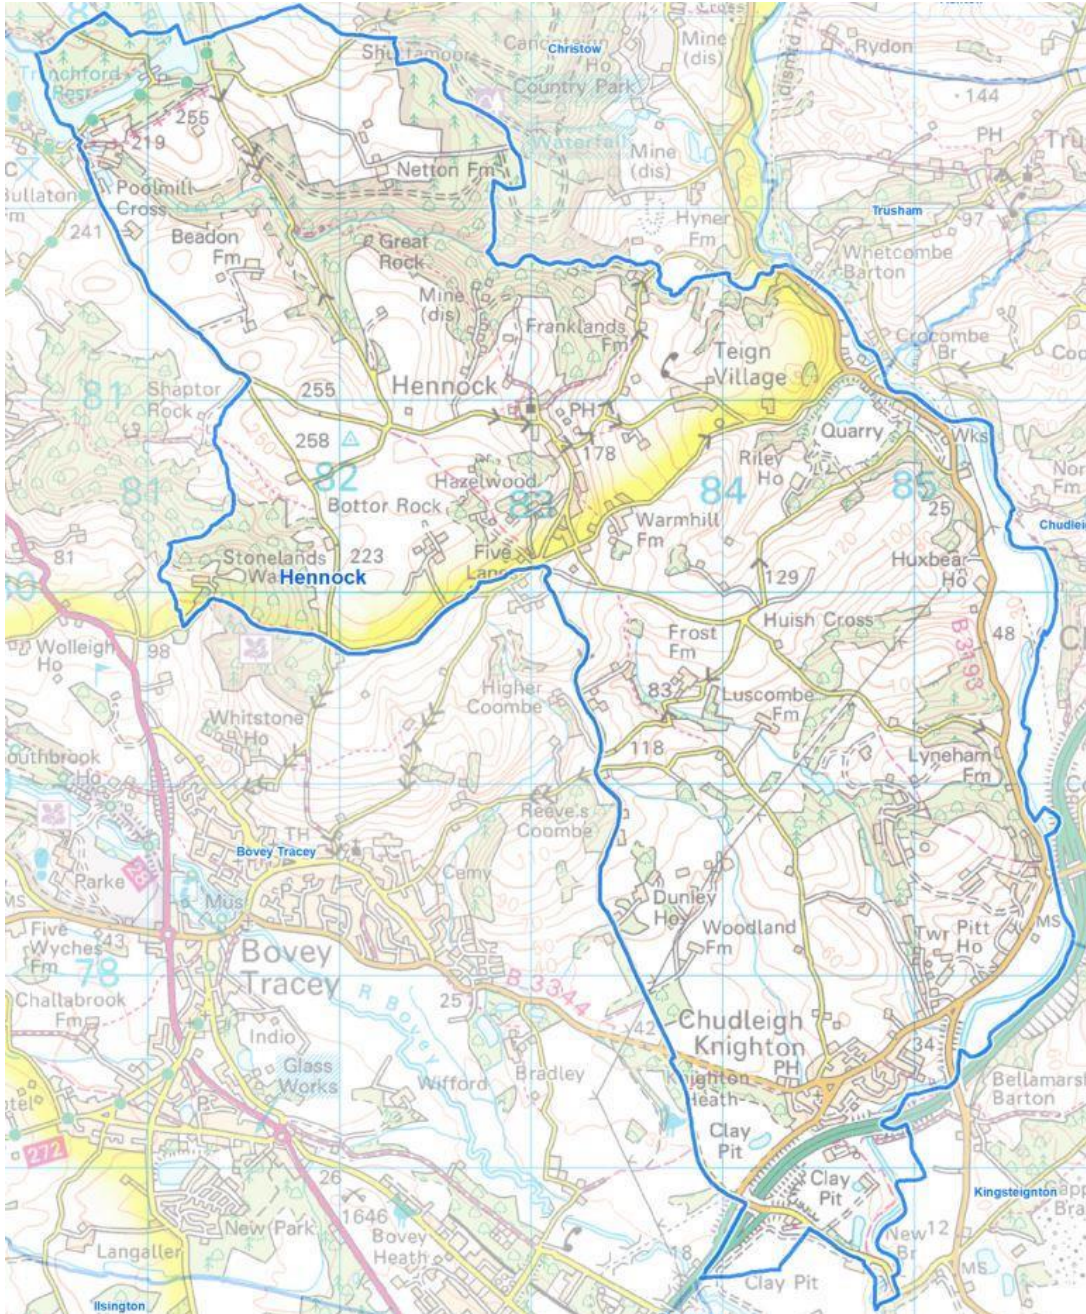 Christow
Shuttamoor
Canonteign
Ho
Country Park
Waterfall
Mine
(dis)
Rydon
144
PH
Trenchford
Resr
255
219
Netton Fm
Mine
(dis)
Hyner
Fm
Trusham
97
Poolmill
Cross
Bullaton
241
Beadon
Fm
Great
Rock
Mine
(dis)
Franklands
Fm
Whetcombe
Barton
Crocombe
Br
Teign
Village
81
Shaptor
Rock
255
Hennock
PH
258
82
178
Quarry
Wks
Riley
Ho
81
83
84
85
Hazelwood
Bottor Rock
Warmhill
Fm
25
81
Stonelands
223
Five
Hennock
129
Huxbear
Ho
Huish Cross
Wolleigh
Ho
98
Frost
Fm
B 3193
48
Higher
Coombe
83
Luscombe
Fm
Whitstone
Ho
118
Lyneham
Fm
Reeve's
Coombe
TH
Bovey Tracey
Parke
28
Mus
Cemy
Dunley
Ho
Woodland
Fm
Twr
Pitt
Ho
MS
MS
Five
Wyches
Fm
43
78
Bovey
Tracey
Challabrook
Fm
25
B 3344
R Bovey
42
Chudleigh
Knighton
PH
Indio
Glass
Works
Wifford
Bradley
Knighton
Heath
34
Bellamarsh
Barton
272
Clay
Pit
Clay
Pit
Kingsteignton
26
New Park
1646
Bovey
Heath
New
Br
12
Langaller
18
Clay Pit
MS
Ilsington